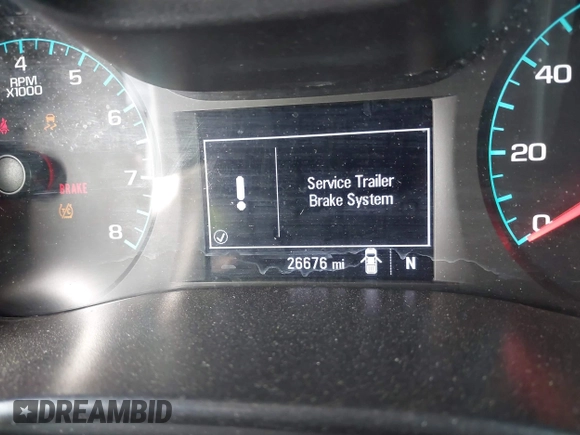 4
5
RPM
X1000
6
7
8
BRAKE
Service Trailer
Brake System
26676 mi
N
40
20
0
DREAMBID